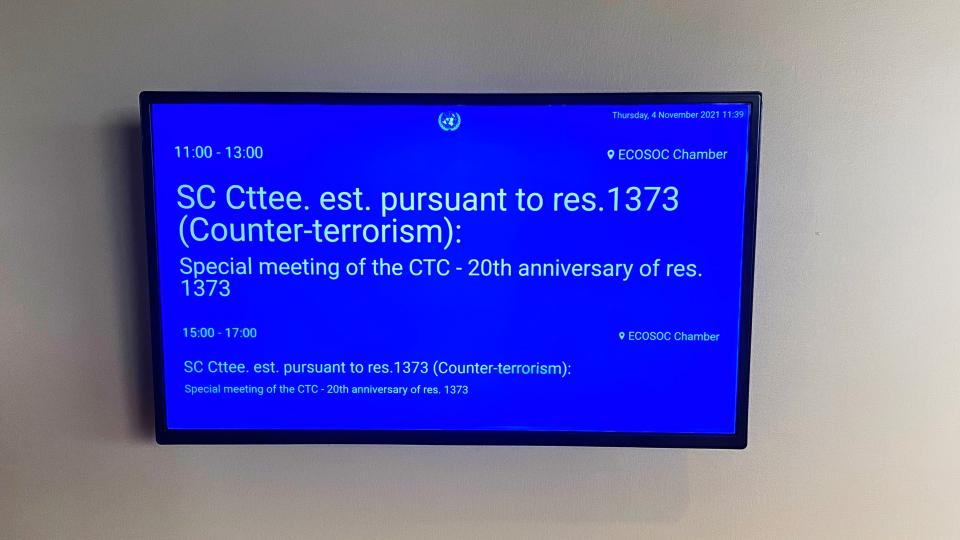 Thursday, 4 November 2021 11:39
11:00 - 13:00
ECOSOC Chamber
SC Cttee. est. pursuant to res.1373
(Counter-terrorism):
Special meeting of the CTC - 20th anniversary of res.
1373
15:00 - 17:00
ECOSOC Chamber
SC Cttee. est. pursuant to res.1373 (Counter-terrorism):
Special meeting of the CTC - 20th anniversary of res. 1373